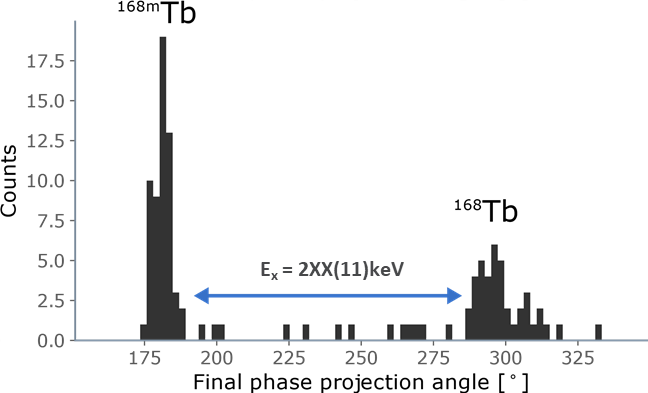 168mTb
17.5
15.0
12.5
10.0
7.5
5.0
2.5
0.0
Counts
168Tb
Ex = 2XX(11)keV
175 200 225 250 275 300 325
Final phase projection angle [°]